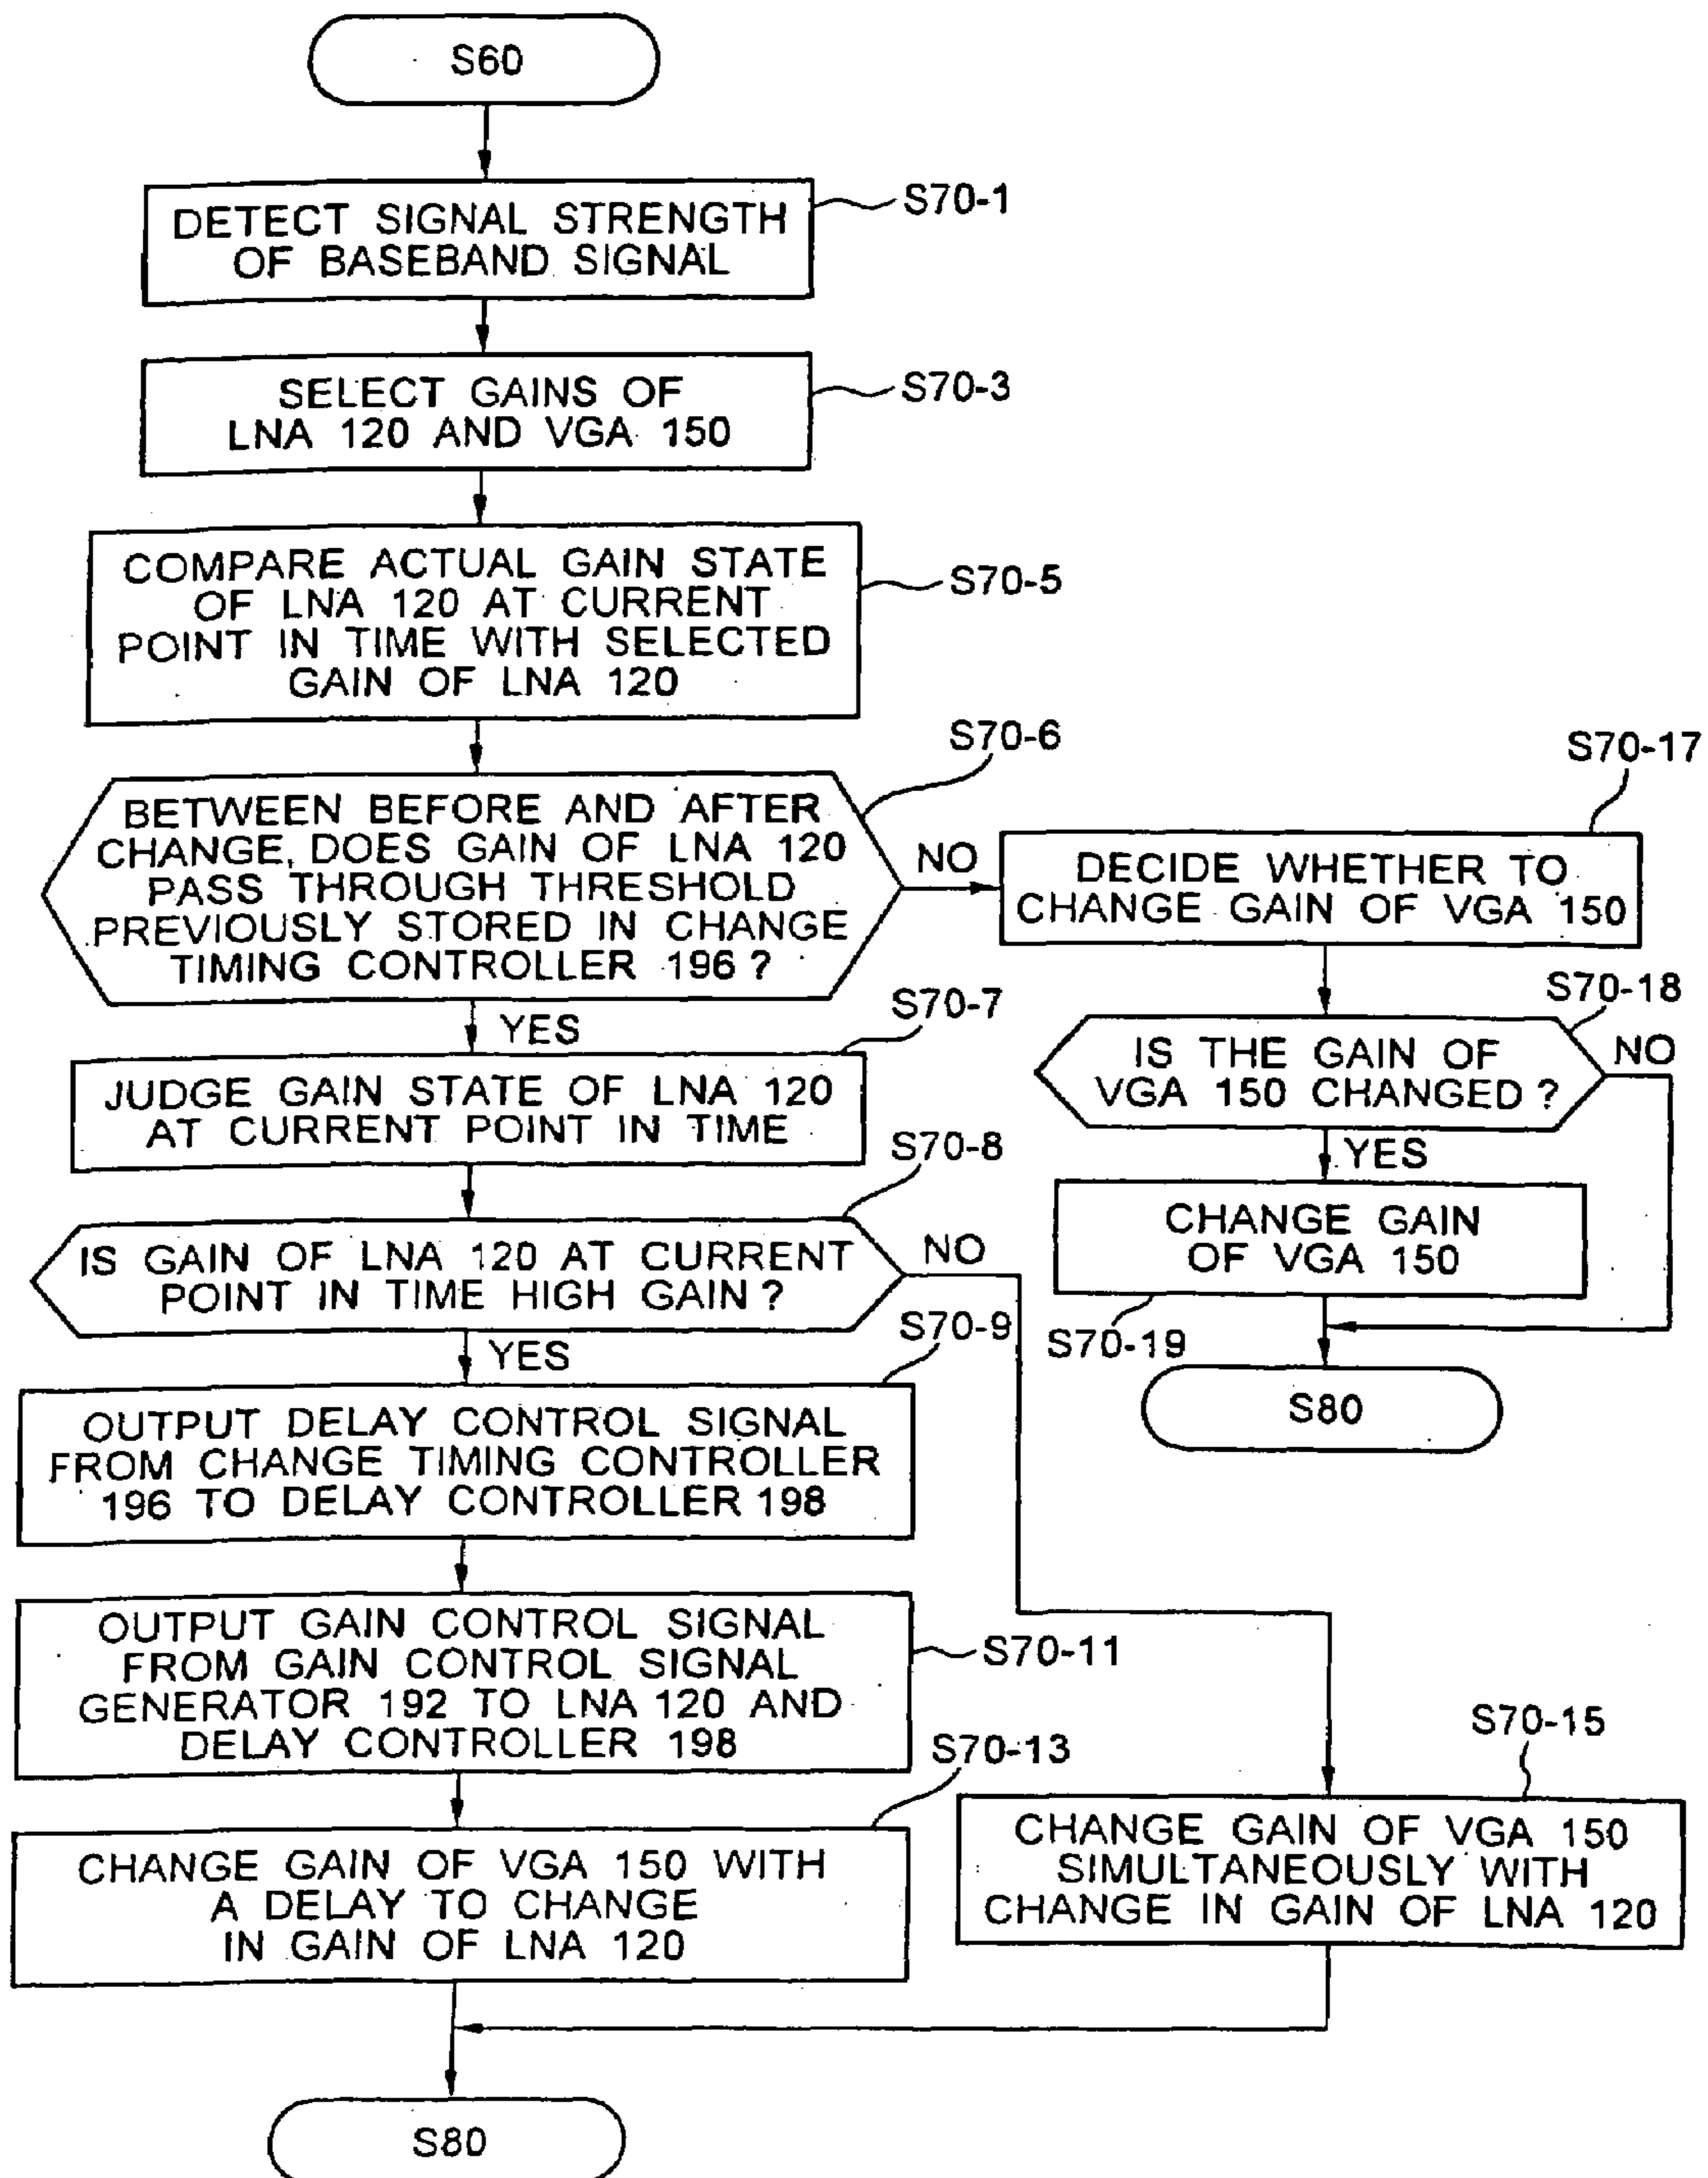 S60
DETECT SIGNAL STRENGTH
OF BASEBAND SIGNAL
S70-1
SELECT GAINS OF
LNA 120 AND VGA 150
S70-3
COMPARE ACTUAL GAIN STATE
OF LNA 120 AT CURRENT
POINT IN TIME WITH SELECTED
GAIN OF LNA 120
S70-5
S70-6
BETWEEN BEFORE AND AFTER
CHANGE, DOES GAIN OF LNA 120
PASS THROUGH THRESHOLD
PREVIOUSLY STORED IN CHANGE
TIMING CONTROLLER 196?
NO
YES
S70-17
DECIDE WHETHER TO
CHANGE GAIN OF VGA 150
S70-18
IS THE GAIN OF
VGA 150 CHANGED?
NO
YES
CHANGE GAIN
OF VGA 150
S70-19
S80
S70-7
JUDGE GAIN STATE OF LNA 120
AT CURRENT POINT IN TIME
S70-8
IS GAIN OF LNA 120 AT CURRENT
POINT IN TIME HIGH GAIN?
NO
YES
S70-9
OUTPUT DELAY CONTROL SIGNAL
FROM CHANGE TIMING CONTROLLER
196 TO DELAY CONTROLLER 198
OUTPUT GAIN CONTROL SIGNAL
FROM GAIN CONTROL SIGNAL
GENERATOR 192 TO LNA 120 AND
DELAY CONTROLLER 198
S70-11
S70-13
CHANGE GAIN OF VGA 150 WITH
A DELAY TO CHANGE
IN GAIN OF LNA 120
S70-15
CHANGE GAIN OF VGA 150
SIMULTANEOUSLY WITH
CHANGE IN GAIN OF LNA 120
S80